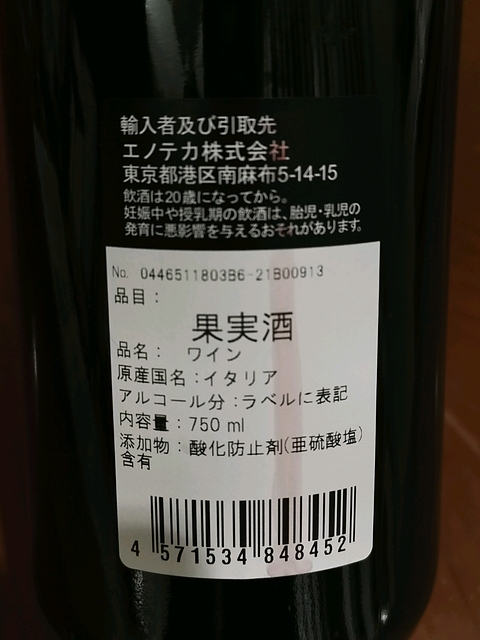 輸入者及び引取先
エノテカ株式会社
東京都港区南麻布5-14-15
飲酒は20歳になってから。
妊娠中や授乳期の飲酒は、胎児・乳児の
発育に悪影響を与えるおそれがあります。
No. 0446511803B6-21B00913
品目：
果実酒
品名： ワイン
原産国名：イタリア
アルコール分：ラベルに表記
内容量：750 ml
添加物：酸化防止剤(亜硫酸塩)
含有
4 571534 848452